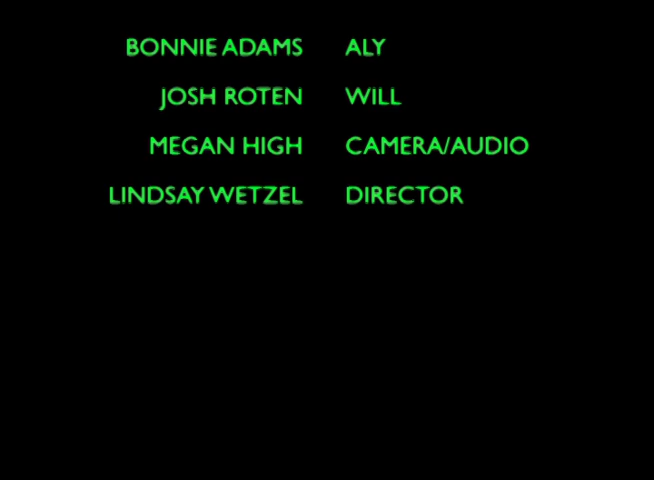 BONNIE ADAMS ALY
JOSH ROTEN WILL
MEGAN HIGH CAMERA/AUDIO
LINDSAY WETZEL DIRECTOR